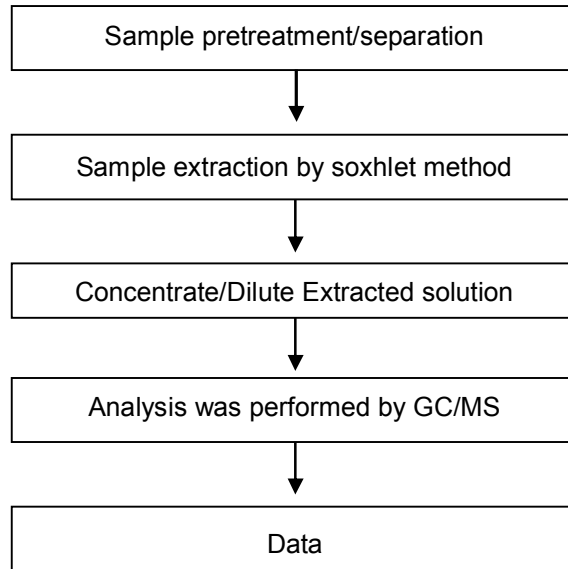 Sample pretreatment/separation
Sample extraction by soxhlet method
Concentrate/Dilute Extracted solution
Analysis was performed by GC/MS
Data